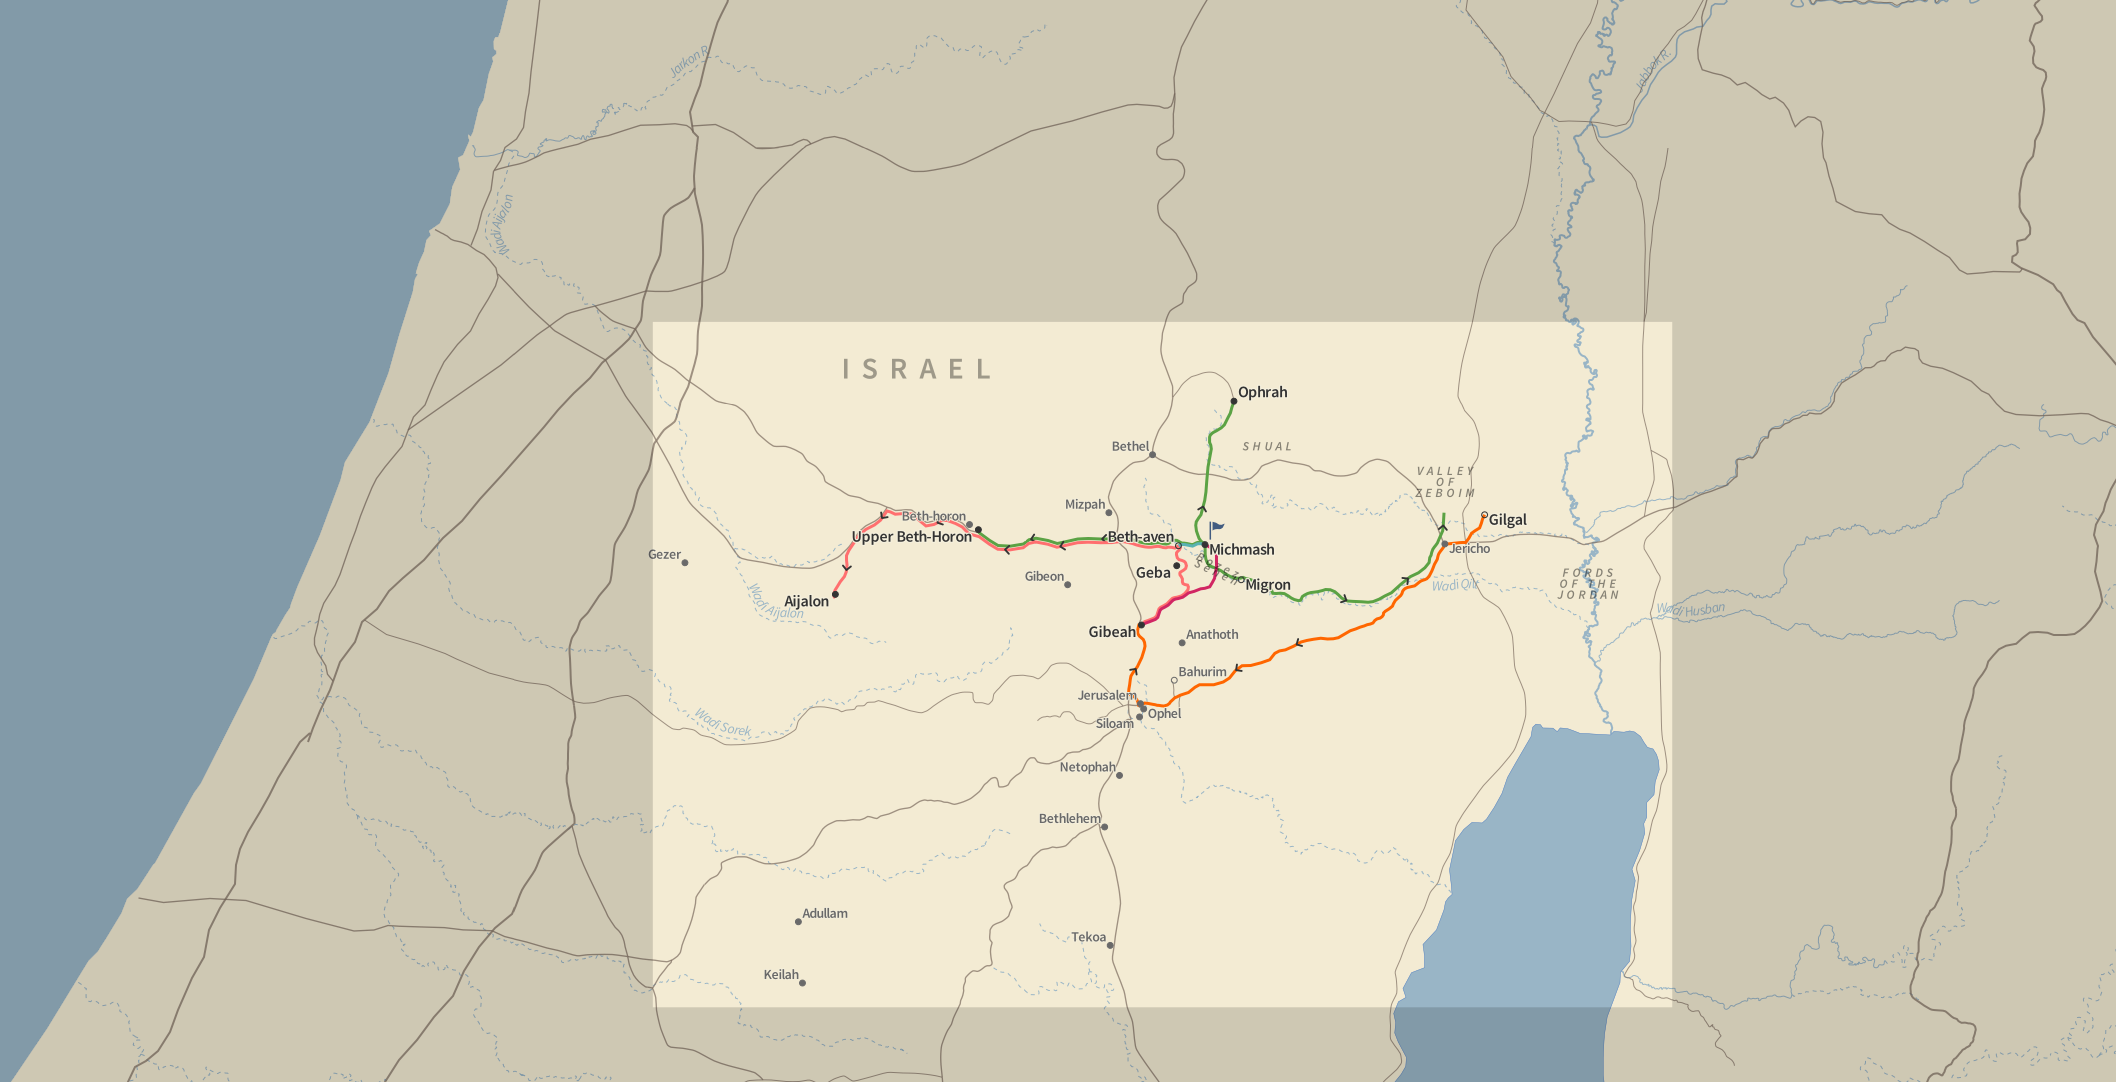 Jarkon R.
Jabbok R.
Wadi Aijalon
ISRAEL
Ophrah
SHUAL
Bethel
VALLEY
OF
ZEBOIM
Mizpah
Beth-horon
Gilgal
Upper Beth-Horon
Beth-aven
Michmash
Jericho
Gezer
Bozez
Seneh
Geba
Gibeon
Migron
Wadi Qilt
FORDS
OF THE
JORDAN
Aijalon
Wadi Aijalon
Wadi Husban
Gibeah
Anathoth
Bahurim
Jerusalem
Ophel
Siloam
Wadi Sorek
Netophah
Bethlehem
Adullam
Tekoa
Keilah